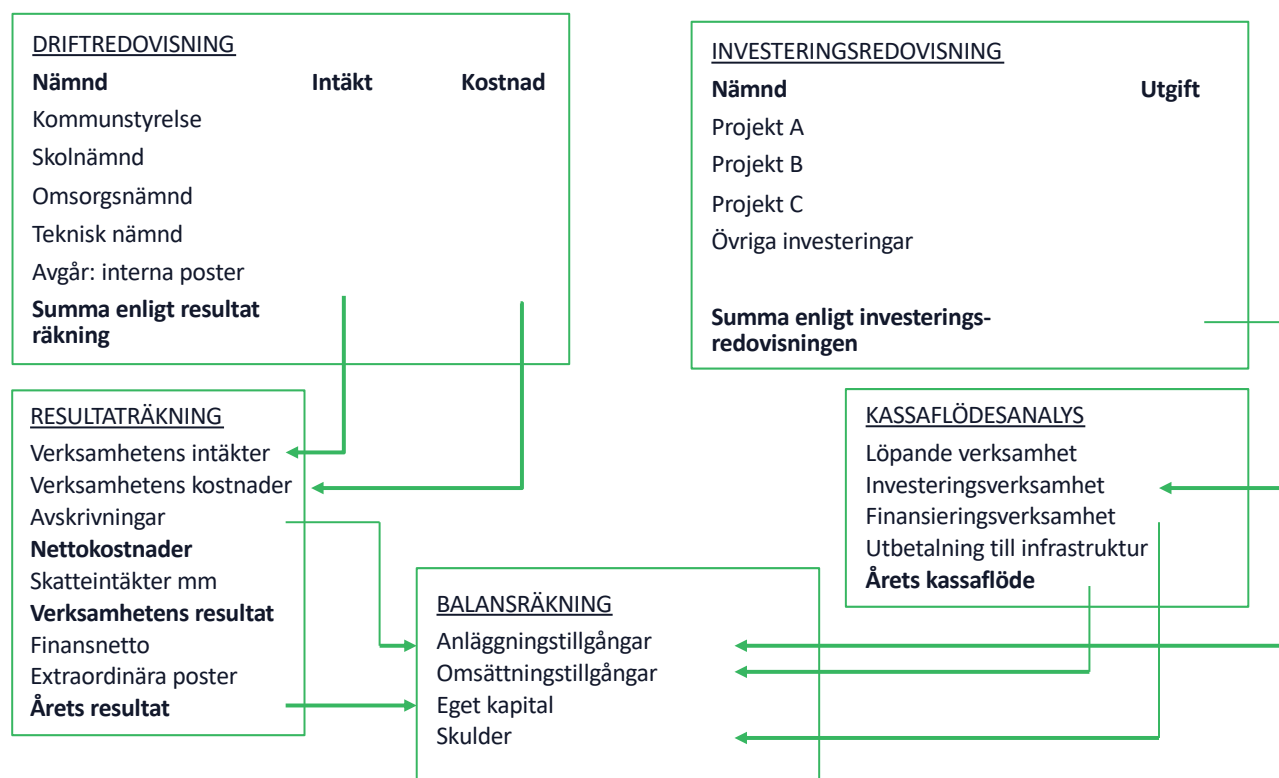 DRIFTREDOVISNING
Nämnd Intäkt Kostnad
Kommunstyrelse
Skolnämnd
Omsorgsnämnd
Teknisk nämnd
Avgår: interna poster
Summa enligt resultat
räkning
INVESTERINGSREDOVISNING
Nämnd Utgift
Projekt A
Projekt B
Projekt C
Övriga investeringar
Summa enligt investerings-
redovisningen
RESULTATRÄKNING
Verksamhetens intäkter
Verksamhetens kostnader
Avskrivningar
Nettokostnader
Skatteintäkter mm
Verksamhetens resultat
Finansnetto
Extraordinära poster
Årets resultat
BALANSRÄKNING
Anläggningstillgångar
Omsättningstillgångar
Eget kapital
Skulder
KASSAFLÖDESANALYS
Löpande verksamhet
Investeringsverksamhet
Finansieringsverksamhet
Utbetalning till infrastruktur
Årets kassaflöde